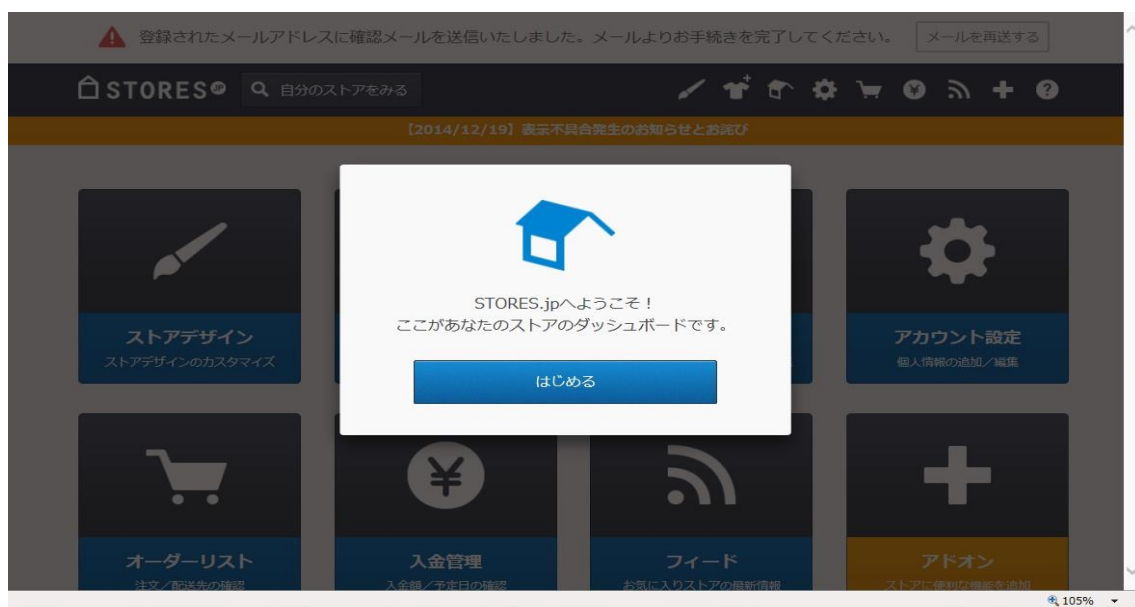 登録されたメールアドレスに確認メールを送信いたしました。メールよりお手続きを完了してください。 メールを再送する
STORES.JP 自分のストアをみる
【2014/12/19】表示不具合発生のお知らせとお詫び
STORES.jpへようこそ！
ここがあなたのストアのダッシュボードです。
はじめる
ストアデザイン
ストアデザインのカスタマイズ
アカウント設定
個人情報の追加／編集
オーダーリスト
注文／配送先の確認
入金管理
入金額／予定日の確認
フィード
お気に入りストアの最新情報
アドオン
ストアに便利な機能を追加
105%